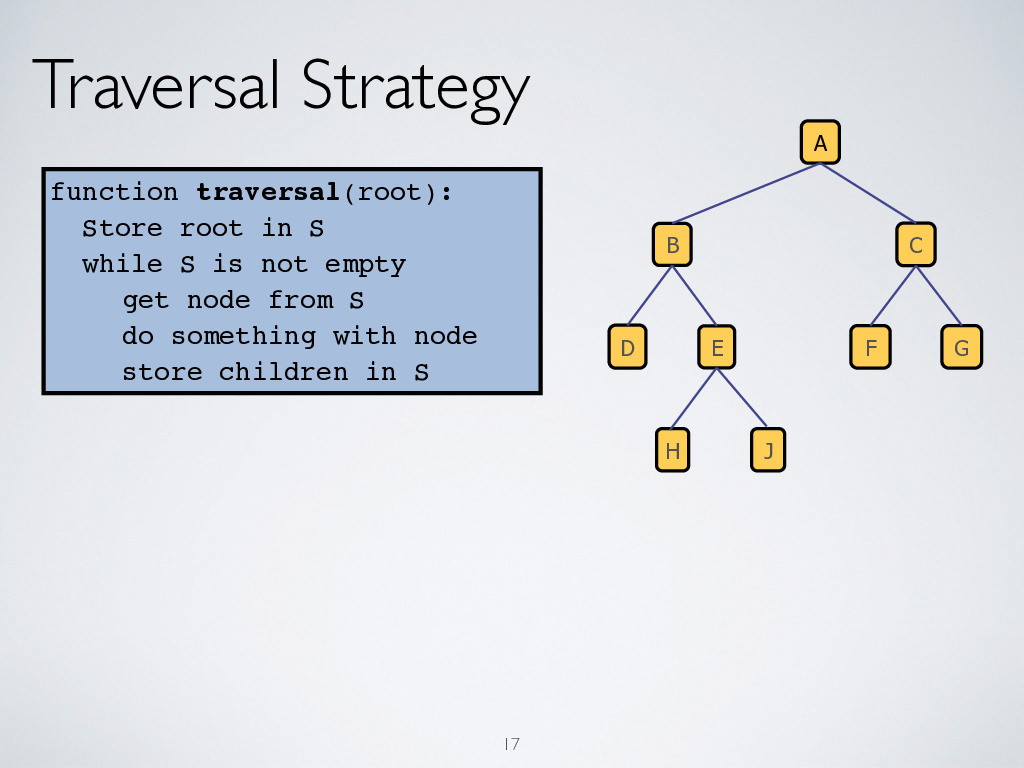 Traversal Strategy
function traversal(root):
Store root in S
while S is not empty
get node from S
do something with node
store children in S
A
B C
D E F G
H J
17